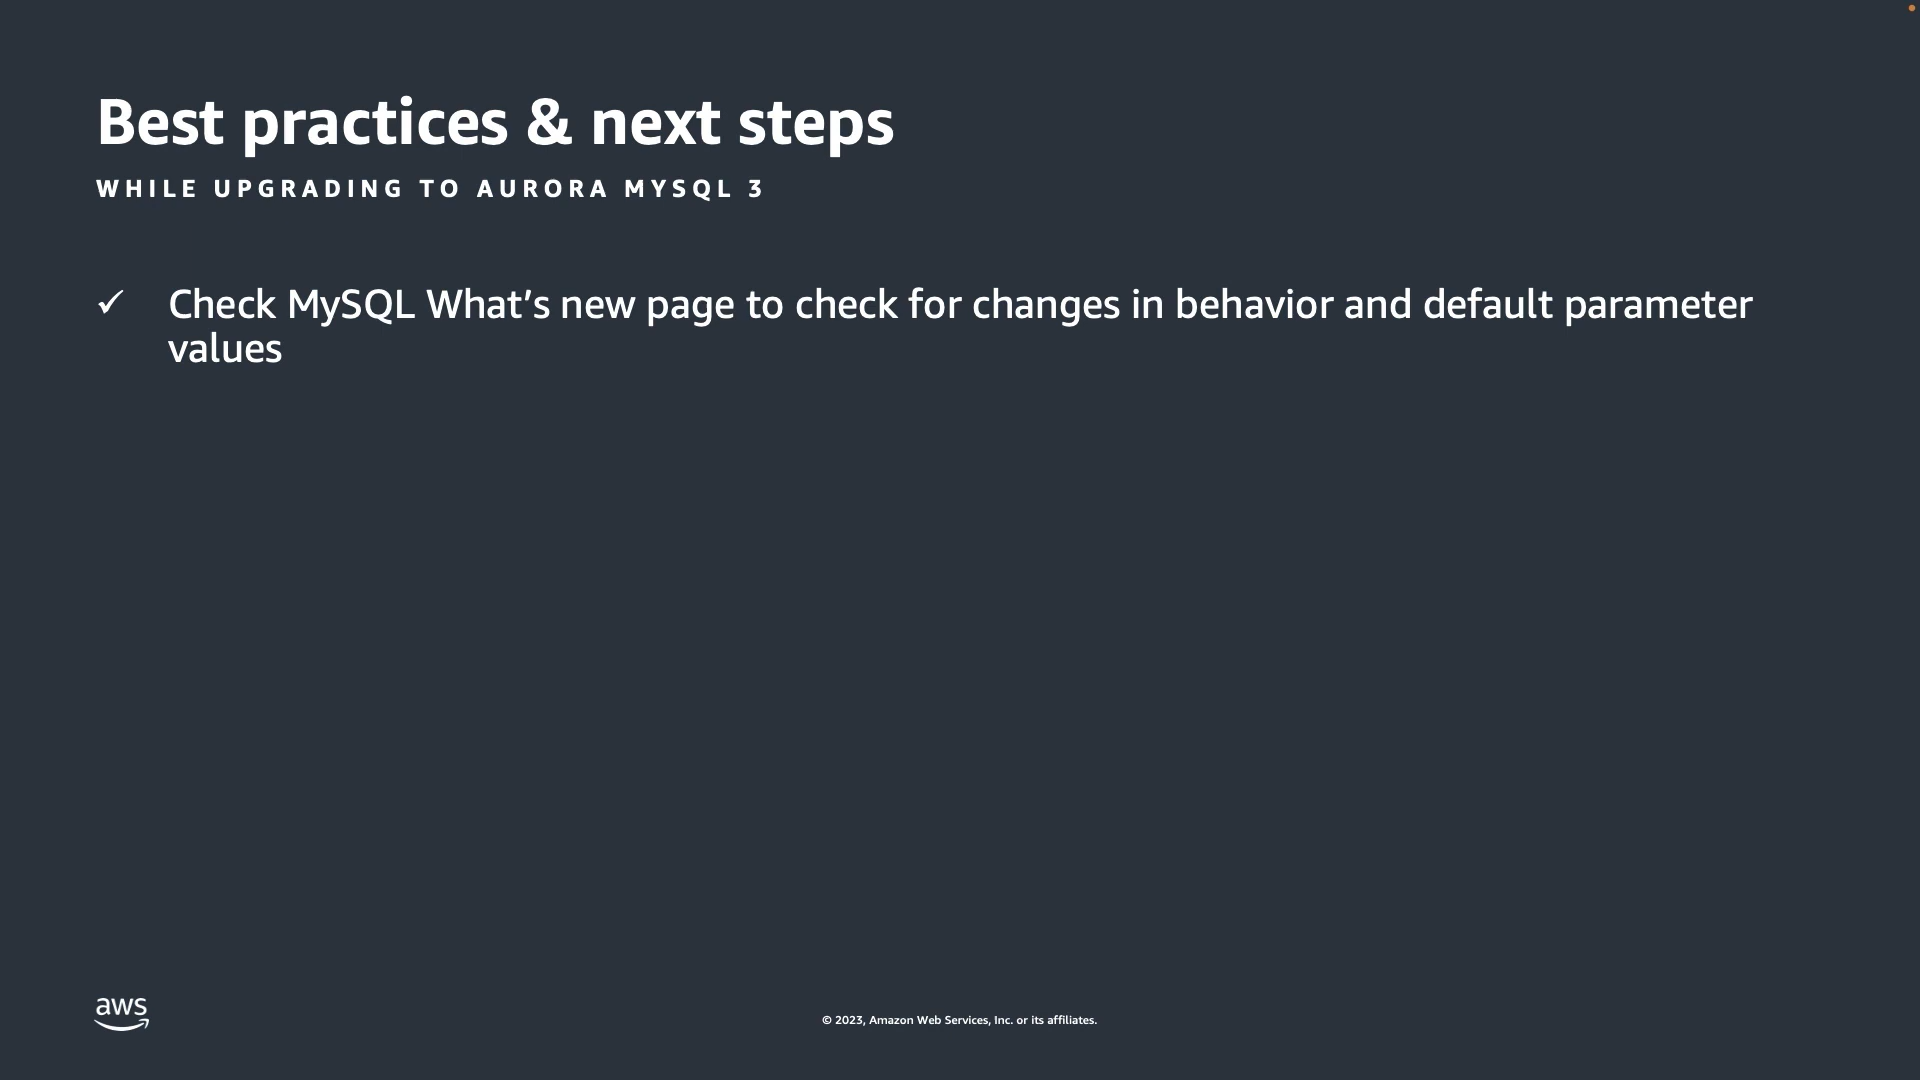 Best practices & next steps
WHILE UPGRADING TO AURORA MYSQL 3
✓ Check MySQL What’s new page to check for changes in behavior and default parameter
values
aws
© 2023, Amazon Web Services, Inc. or its affiliates.